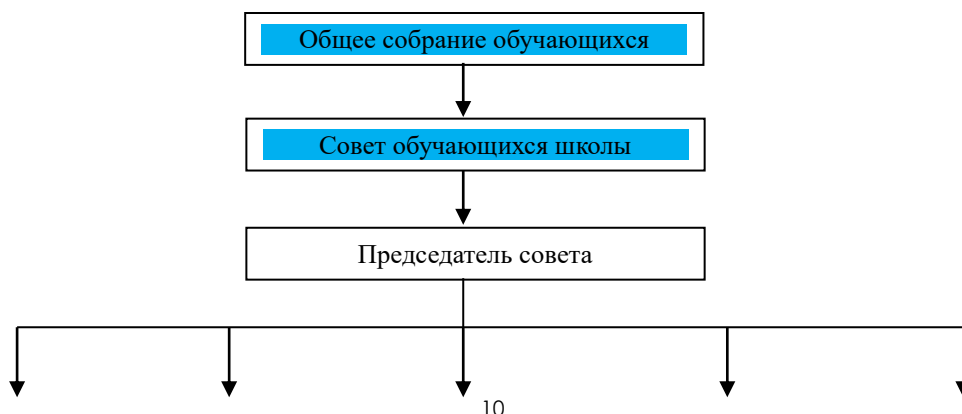 Общее собрание обучающихся
Совет обучающихся школы
Председатель совета
10